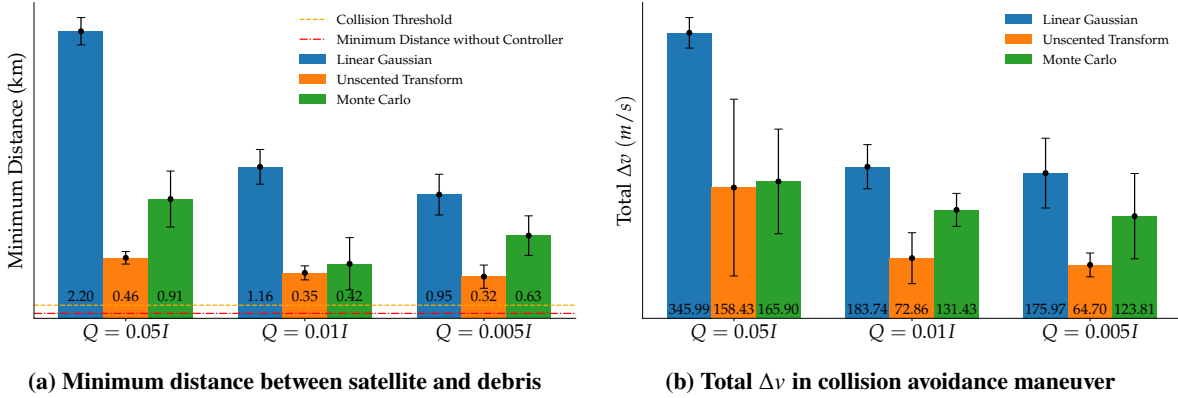 Minimum Distance (km)
Collision Threshold
Minimum Distance without Controller
Linear Gaussian
Unscented Transform
Monte Carlo
2.20 0.46 0.91 1.16 0.35 0.42 0.95 0.32 0.63
Q = 0.05I Q = 0.01I Q = 0.005I
(a) Minimum distance between satellite and debris
Total Δv (m/s)
Linear Gaussian
Unscented Transform
Monte Carlo
345.99 158.43 165.90 183.74 72.86 131.43 175.97 64.70 123.81
Q = 0.05I Q = 0.01I Q = 0.005I
(b) Total Δv in collision avoidance maneuver